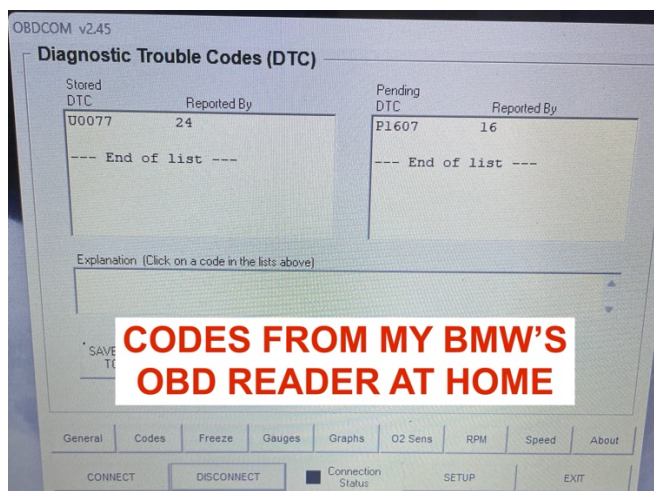 OBDCOM v2.45
Diagnostic Trouble Codes (DTC)
Stored
DTC Reported By
U0077 24
--- End of list ---
Pending
DTC Reported By
P1607 16
--- End of list ---
Explanation (Click on a code in the lists above)
SAVE
CODES FROM MY BMW'S
OBD READER AT HOME
General Codes Freeze Gauges Graphs O2 Sens RPM Speed About
CONNECT DISCONNECT Connection Status SETUP EXIT